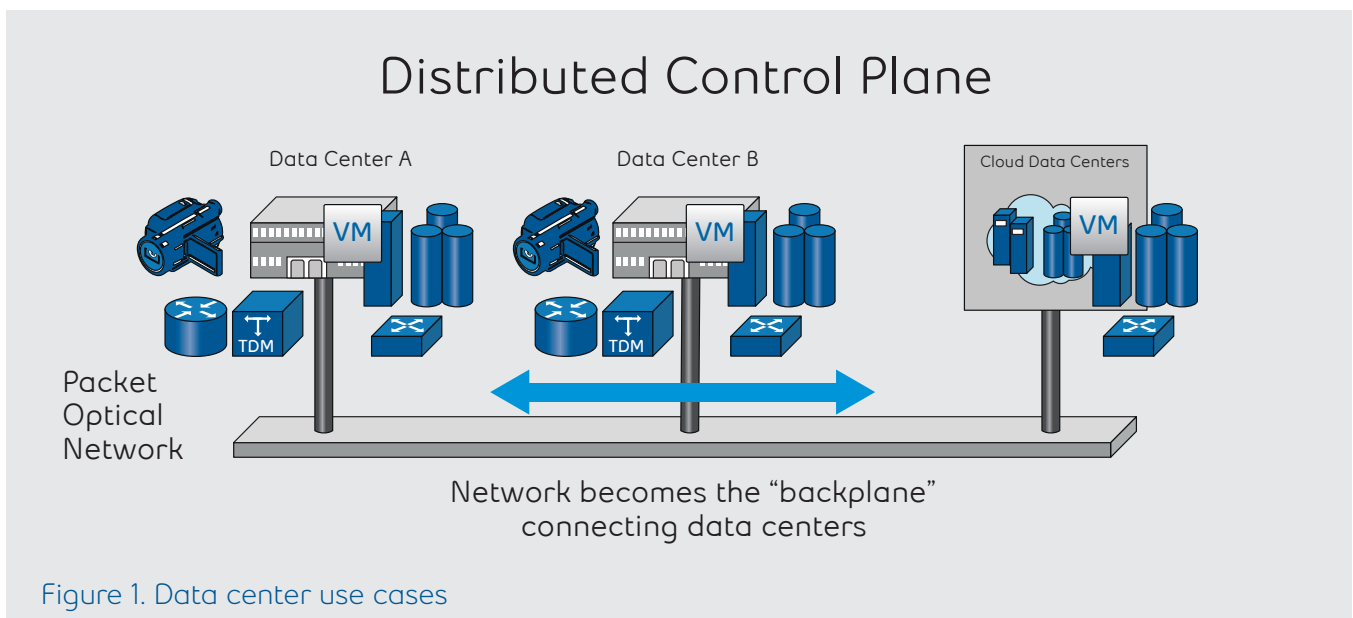 Distributed Control Plane
Data Center A
Data Center B
Cloud Data Centers
VM
VM
VM
TDM
TDM
Packet
Optical
Network
Network becomes the “backplane”
connecting data centers
Figure 1. Data center use cases